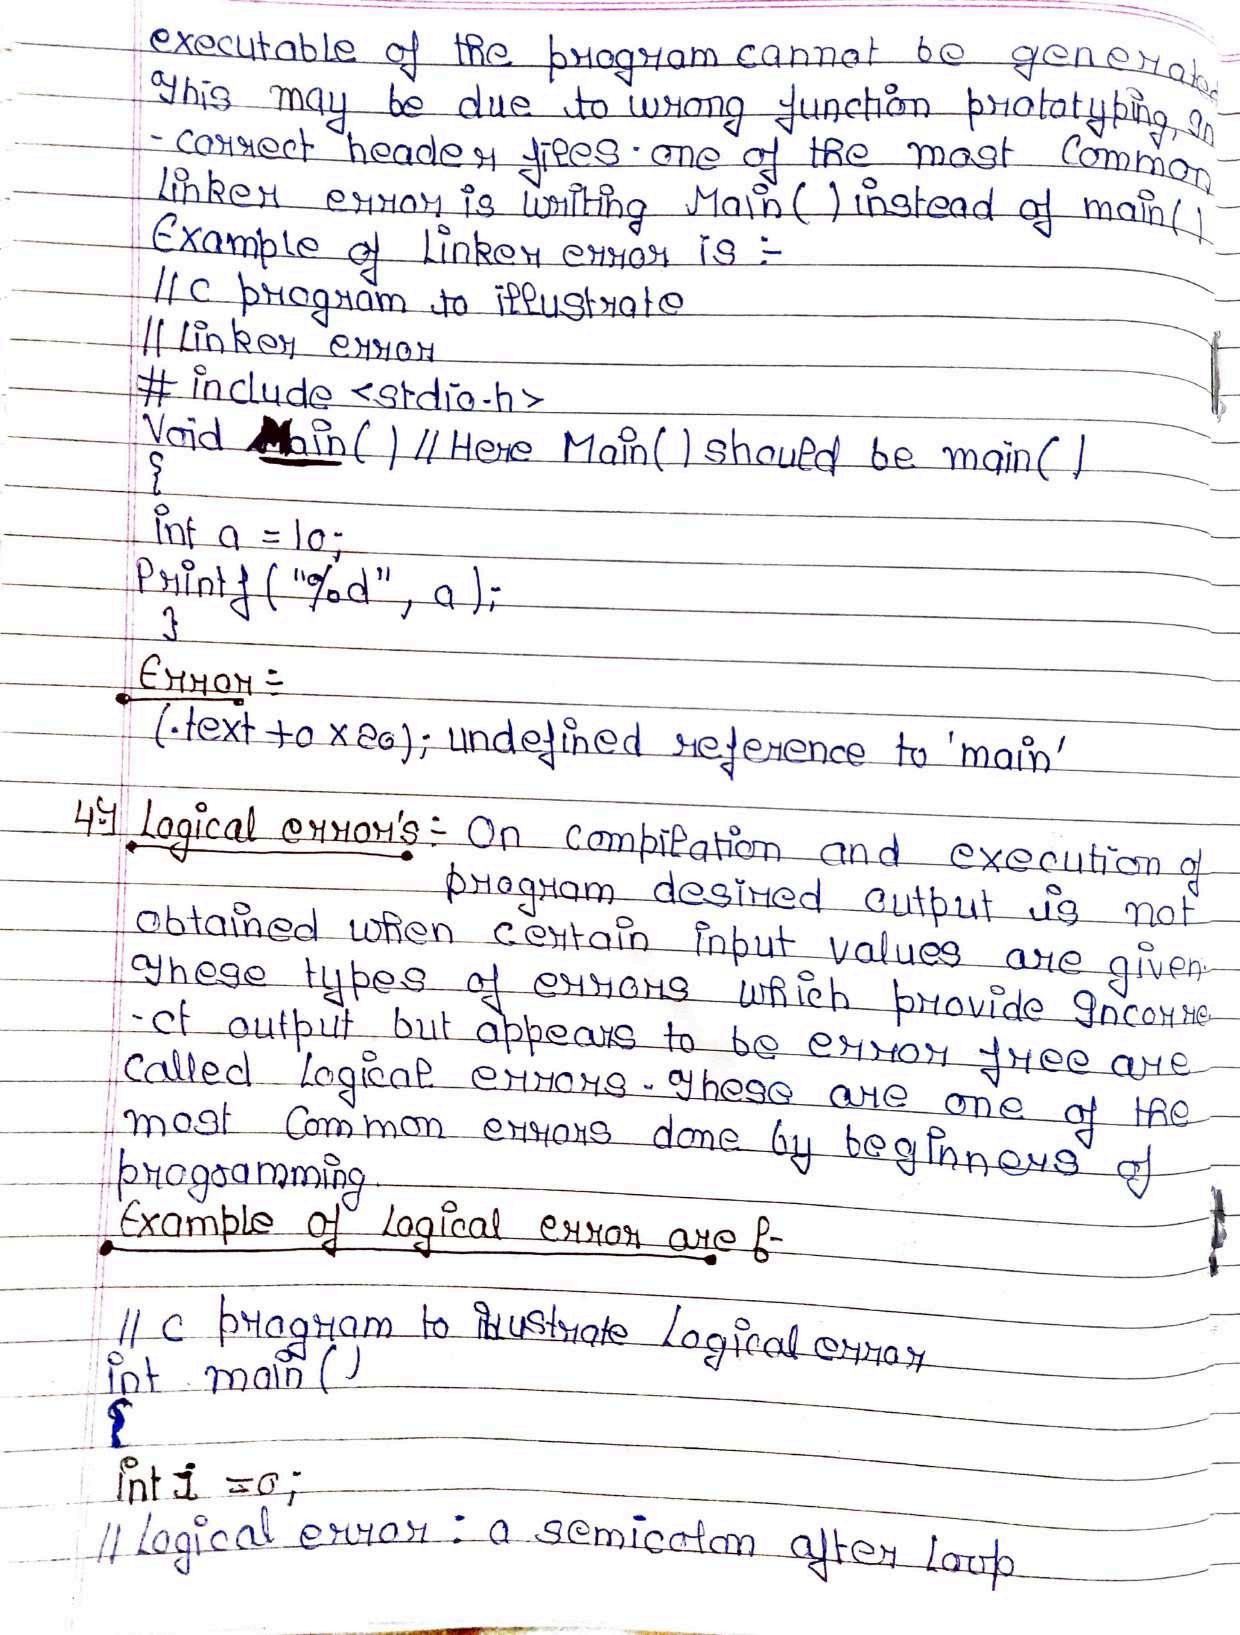 executable of the program cannot be generated
This may be due to wrong function prototyping, In
-correct header files. one of the most Common
Linker error is writing Main() instead of main()
Example of Linker error is :-
// C program to illustrate
// Linker error
# include <stdio.h>
Void Main() // Here Main() should be main()
{
int a = 10;
Printf("%d", a);
}
Error :-
(.text + 0 x 20); undefined reference to 'main'
4) Logical error's :- On compilation and execution of
program desired output is not
obtained when certain input values are given.
These types of errors which provide Incorre
-ct output but appears to be error free are
called Logical errors. These are one of the
most Common errors done by beginners of
programming.
Example of Logical error are :-
// C program to illustrate Logical error
int main()
{
int i = 0;
// Logical error : a semicolon after loop